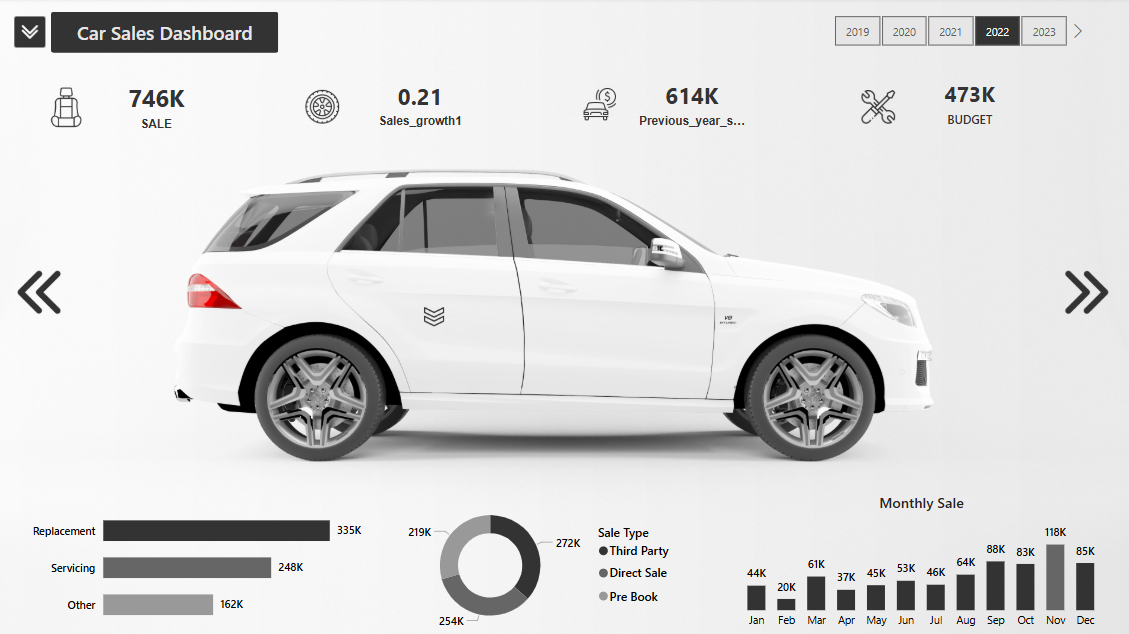 Car Sales Dashboard
2019 2020 2021 2022 2023
746K
SALE
0.21
Sales_growth1
614K
Previous_year_s...
473K
BUDGET
V8
BITURBO
Replacement 335K
Servicing 248K
Other 162K
219K
272K
254K
Sale Type
Third Party
Direct Sale
Pre Book
Monthly Sale
44K 20K 61K 37K 45K 53K 46K 64K 88K 83K 118K 85K
Jan Feb Mar Apr May Jun Jul Aug Sep Oct Nov Dec